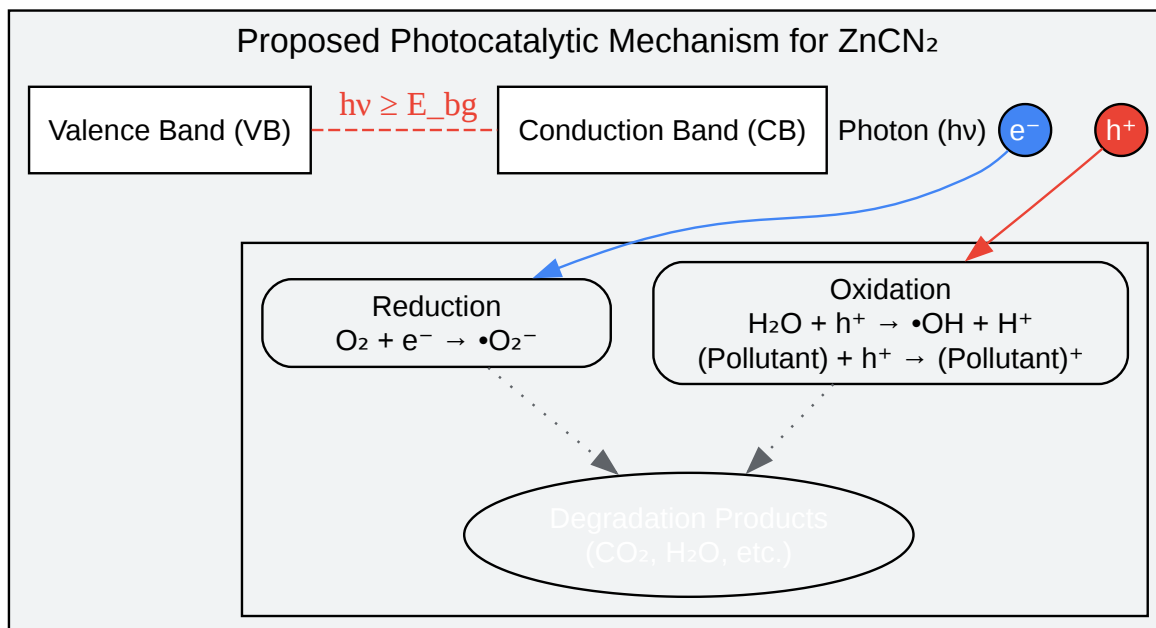 Proposed Photocatalytic Mechanism for ZnCN₂
hν ≥ E_bg
Valence Band (VB)
Conduction Band (CB)
Photon (hν)
e⁻
h⁺
Reduction
O₂ + e⁻ → •O₂⁻
Oxidation
H₂O + h⁺ → •OH + H⁺
(Pollutant) + h⁺ → (Pollutant)⁺
Degradation Products
(CO₂, H₂O, etc.)